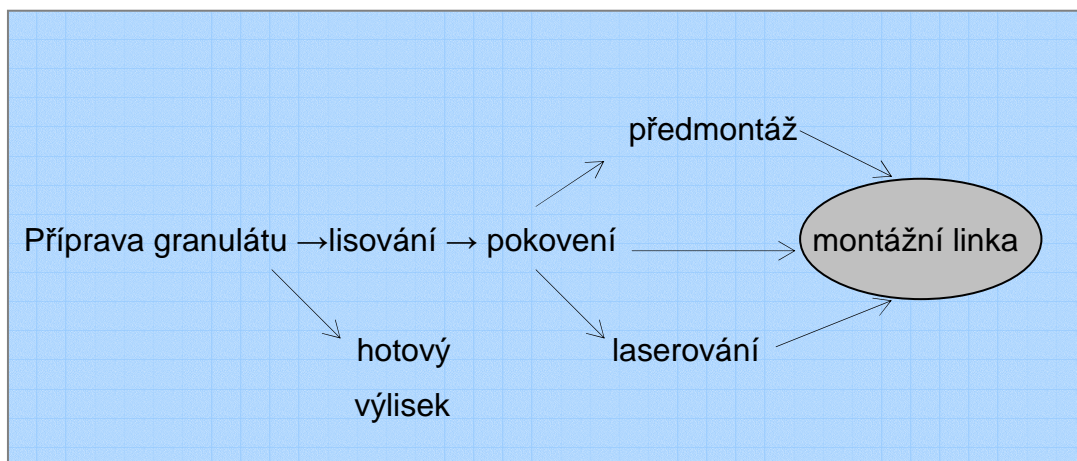 předmontáž
Příprava granulátu →lisování → pokovení montážní linka
hotový laserování
výlisek